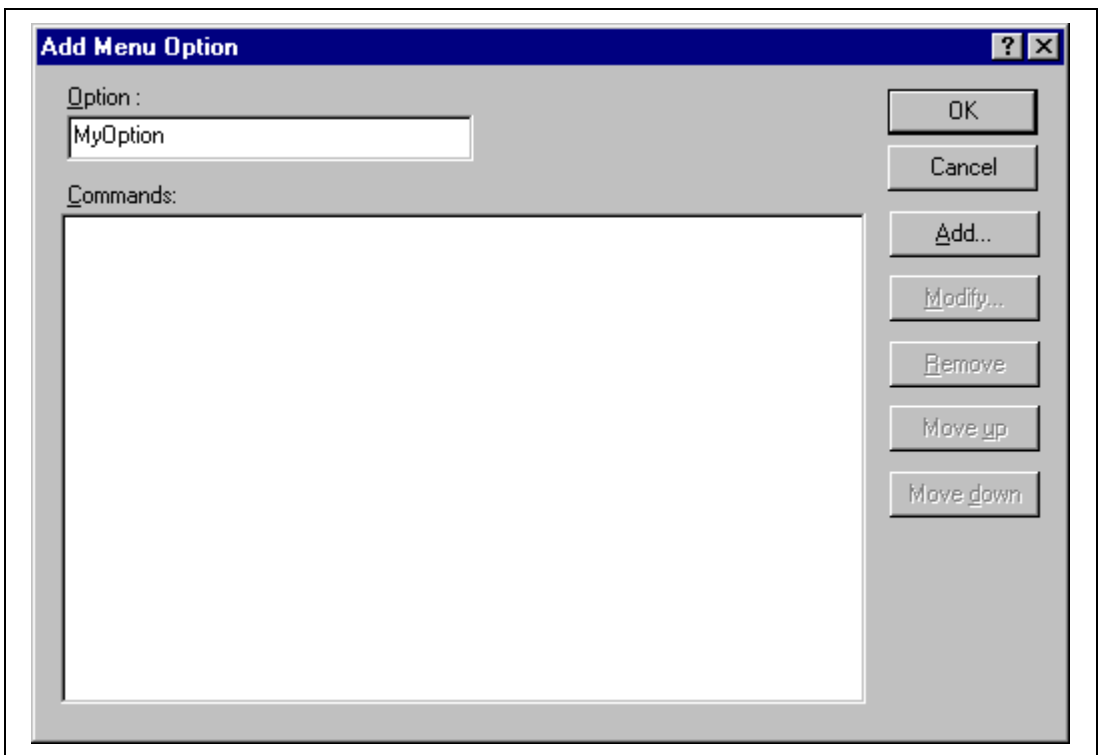 Add Menu Option
Option :
MyOption
Commands:
OK
Cancel
Add...
Modify...
Remove
Move up
Move down